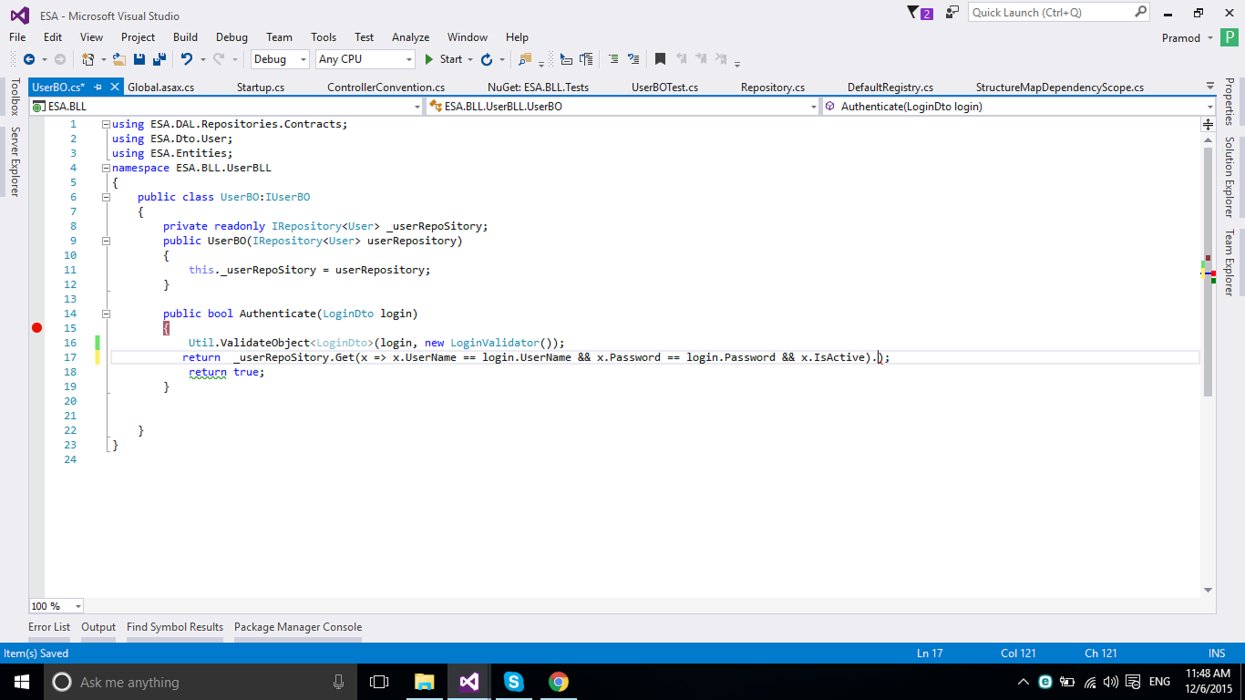 ESA - Microsoft Visual Studio
2
Quick Launch (Ctrl+Q)
File Edit View Project Build Debug Team Tools Test Analyze Window Help
Pramod P
Debug Any CPU Start
UserBO.cs* Global.asax.cs Startup.cs ControllerConvention.cs NuGet: ESA.BLL.Tests UserBOTest.cs Repository.cs DefaultRegistry.cs StructureMapDependencyScope.cs
ESA.BLL ESA.BLL.UserBLL.UserBO Authenticate(LoginDto login)
Toolbox
Server Explorer
1 using ESA.DAL.Repositories.Contracts;
2 using ESA.Dto.User;
3 using ESA.Entities;
4 namespace ESA.BLL.UserBLL
5 {
6 public class UserBO:IUserBO
7 {
8 private readonly IRepository<User> _userRepoSitory;
9 public UserBO(IRepository<User> userRepository)
10 {
11 this._userRepoSitory = userRepository;
12 }
13
14 public bool Authenticate(LoginDto login)
15 {
16 Util.ValidateObject<LoginDto>(login, new LoginValidator());
17 return _userRepoSitory.Get(x => x.UserName == login.UserName && x.Password == login.Password && x.IsActive).);
18 return true;
19 }
20
21
22 }
23 }
24
Properties
Solution Explorer
Team Explorer
100 %
Error List Output Find Symbol Results Package Manager Console
Item(s) Saved Ln 17 Col 121 Ch 121 INS
Ask me anything
ENG
11:48 AM
12/6/2015